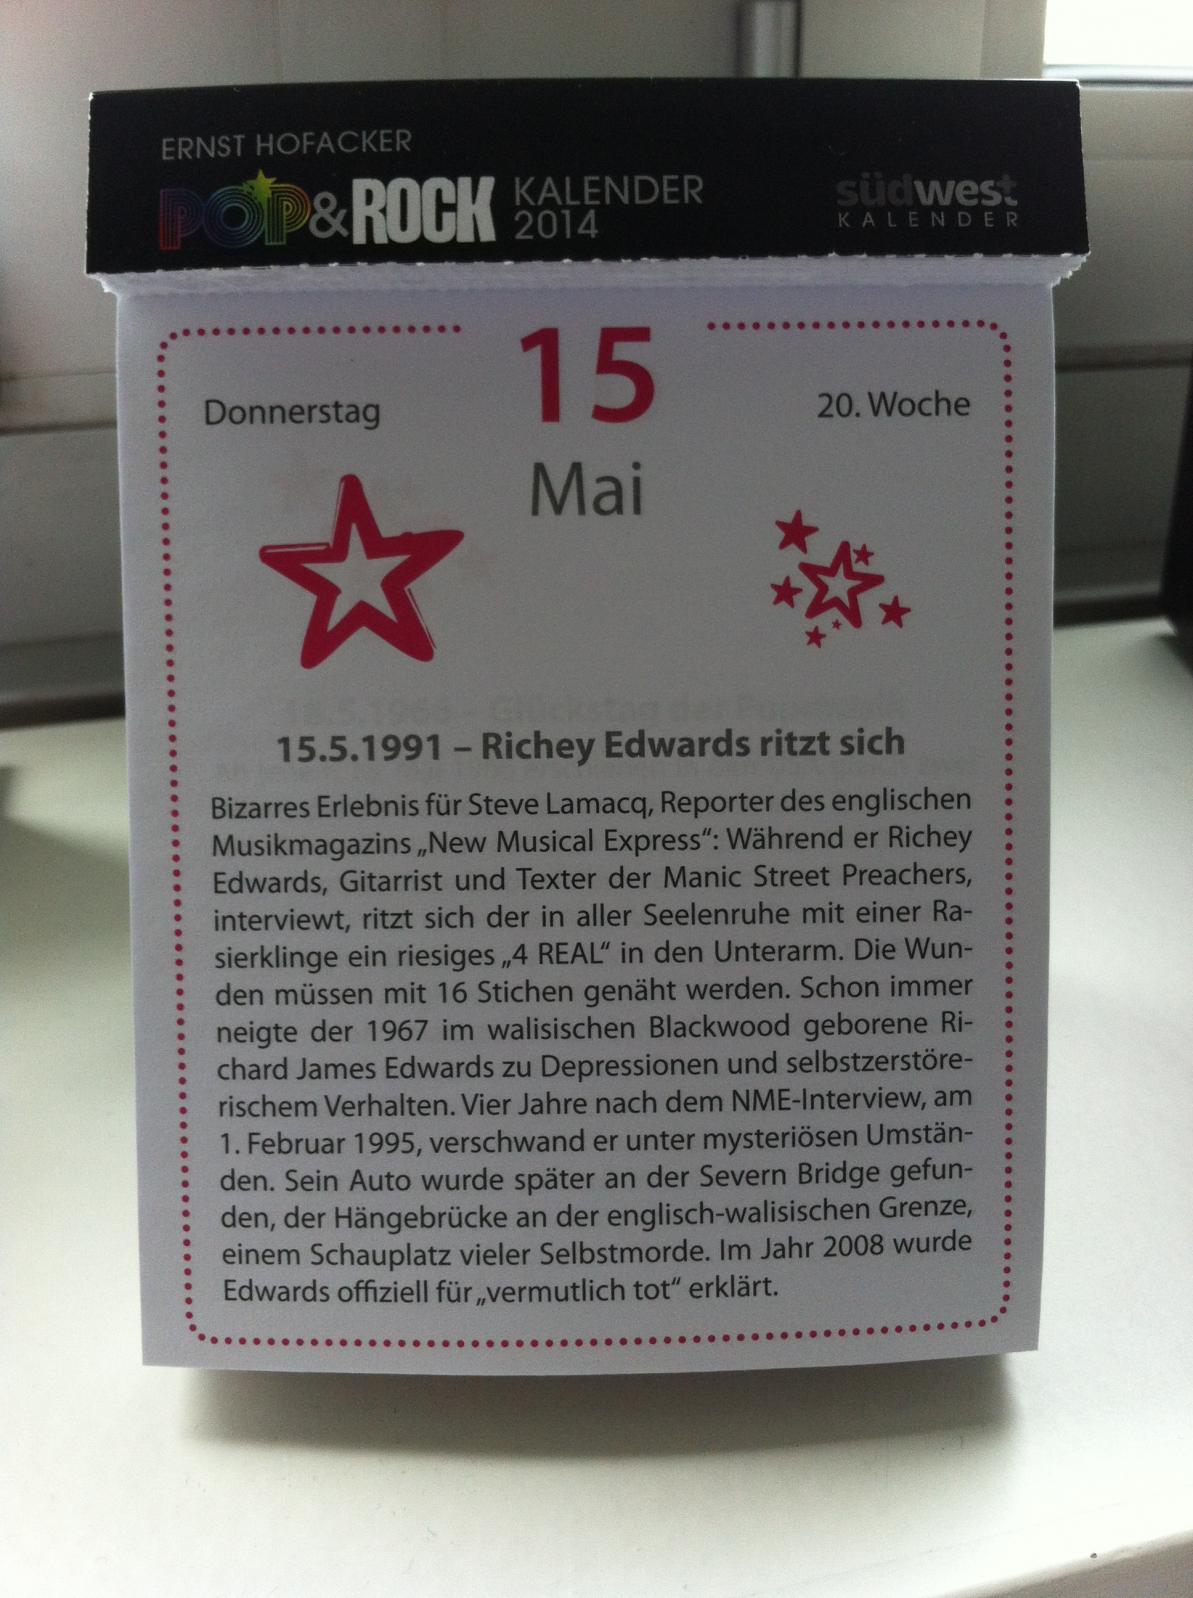 ERNST HOFACKER
POP&ROCK KALENDER 2014
südwest
KALENDER
15
Donnerstag
20. Woche
Mai
15.5.1991 – Richey Edwards ritzt sich
Bizarres Erlebnis für Steve Lamacq, Reporter des englischen
Musikmagazins „New Musical Express“: Während er Richey
Edwards, Gitarrist und Texter der Manic Street Preachers,
interviewt, ritzt sich der in aller Seelenruhe mit einer Ra-
sierklinge ein riesiges „4 REAL“ in den Unterarm. Die Wun-
den müssen mit 16 Stichen genäht werden. Schon immer
neigte der 1967 im walisischen Blackwood geborene Ri-
chard James Edwards zu Depressionen und selbstzerstöre-
rischem Verhalten. Vier Jahre nach dem NME-Interview, am
1. Februar 1995, verschwand er unter mysteriösen Umstän-
den. Sein Auto wurde später an der Severn Bridge gefun-
den, der Hängebrücke an der englisch-walisischen Grenze,
einem Schauplatz vieler Selbstmorde. Im Jahr 2008 wurde
Edwards offiziell für „vermutlich tot“ erklärt.